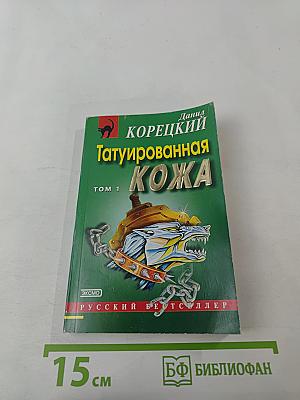 Данил
КОРЕЦКИЙ
Татуированная
ТОМ 1 КОЖА
ЭКСМО
РУССКИЙ БЕСТСЕЛЛЕР
15 см
БФ БИБЛИОФАН